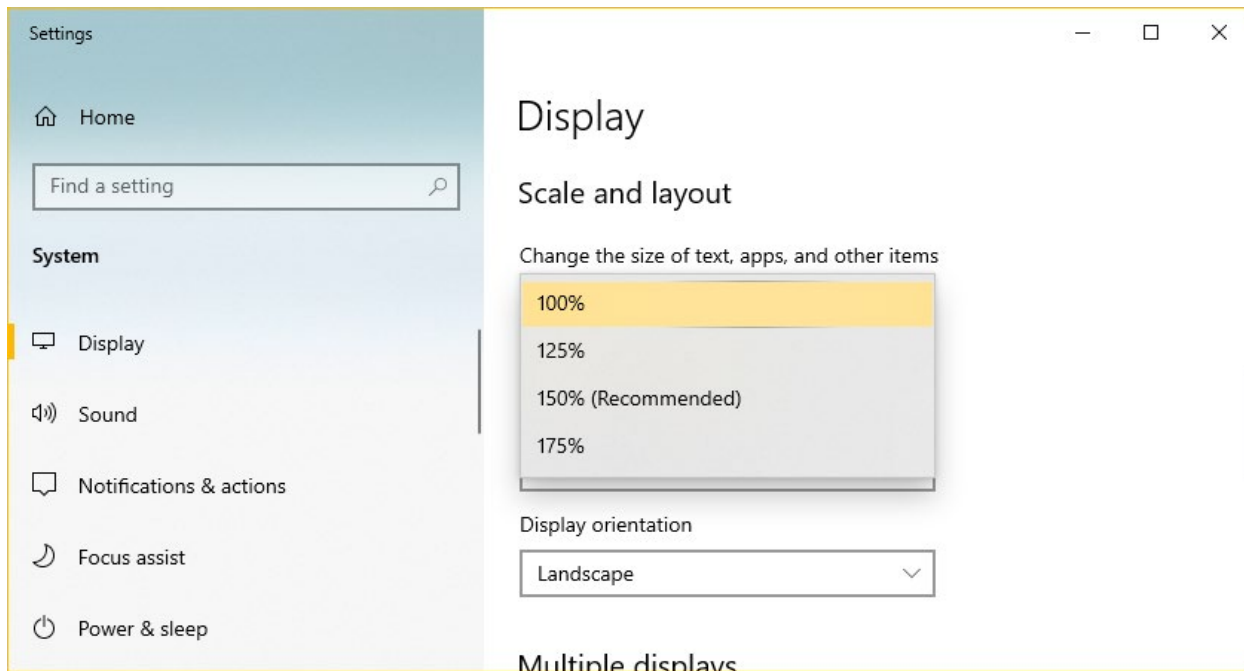 Settings
Home
Find a setting
System
Display
Sound
Notifications & actions
Focus assist
Power & sleep
Display
Scale and layout
Change the size of text, apps, and other items
100%
125%
150% (Recommended)
175%
Display orientation
Landscape
Multiple displays